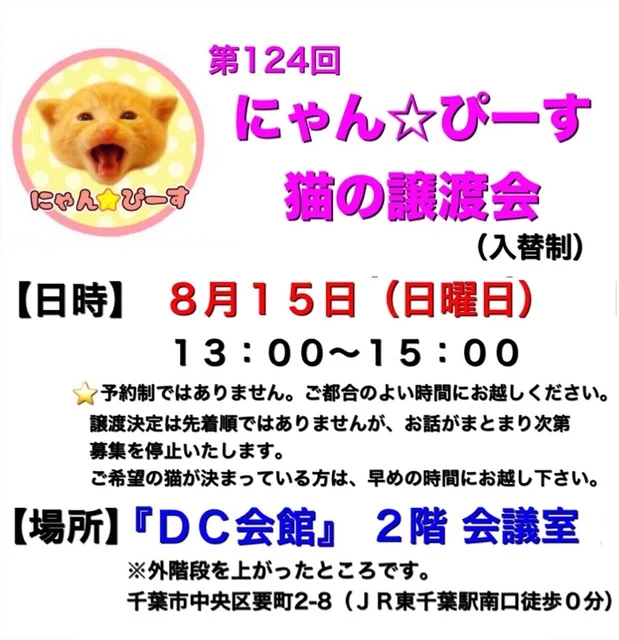 第124回
にゃん☆ぴーす
にゃん⭐ぴーす
猫の譲渡会
(入替制)
【日時】 8月15日(日曜日)
13:00〜15:00
⭐予約制ではありません。ご都合のよい時間にお越しください。
譲渡決定は先着順ではありませんが、お話がまとまり次第
募集を停止いたします。
ご希望の猫が決まっている方は、早めの時間にお越し下さい。
【場所】『DC会館』 2階 会議室
※外階段を上がったところです。
千葉市中央区要町2-8(JR東千葉駅南口徒歩0分)